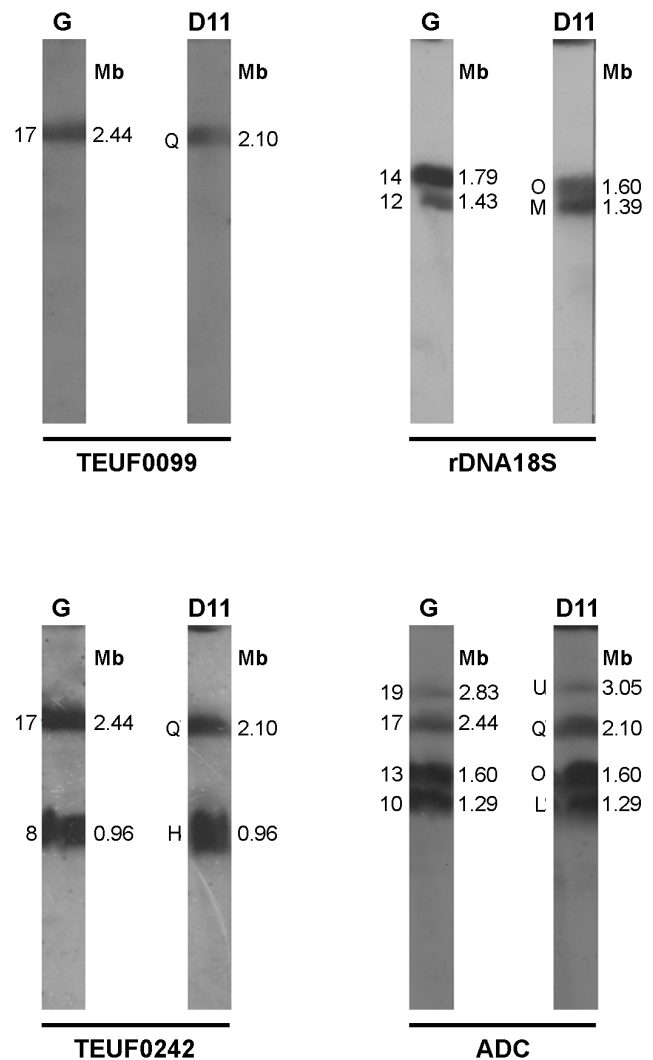 G D11 G D11
Mb Mb Mb Mb
17 2.44 Q 2.10 14 1.79 O 1.60
12 1.43 M 1.39
TEUF0099 rDNA18S
G D11 G D11
Mb Mb Mb Mb
19 2.83 U 3.05
17 2.44 Q 2.10 17 2.44 Q 2.10
13 1.60 O 1.60
8 0.96 H 0.96 10 1.29 L 1.29
TEUF0242 ADC